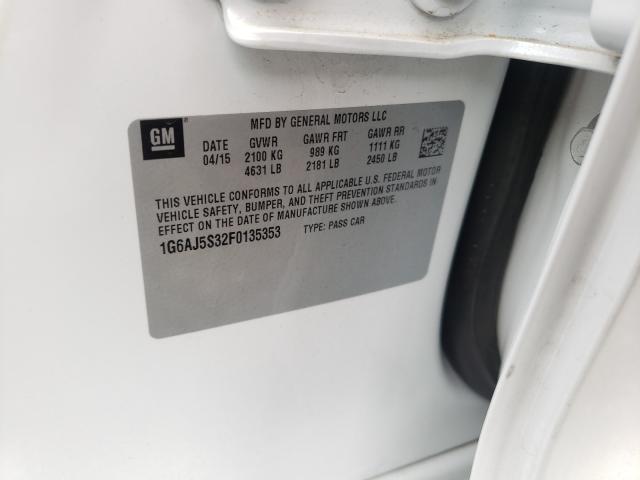 GM
MFD BY GENERAL MOTORS LLC
DATE GVWR GAWR FRT GAWR RR
04/15 2100 KG 989 KG 1111 KG
4631 LB 2181 LB 2450 LB
THIS VEHICLE CONFORMS TO ALL APPLICABLE U.S. FEDERAL MOTOR
VEHICLE SAFETY, BUMPER, AND THEFT PREVENTION STANDARDS IN
EFFECT ON THE DATE OF MANUFACTURE SHOWN ABOVE.
1G6AJ5S32F0135353 TYPE: PASS CAR